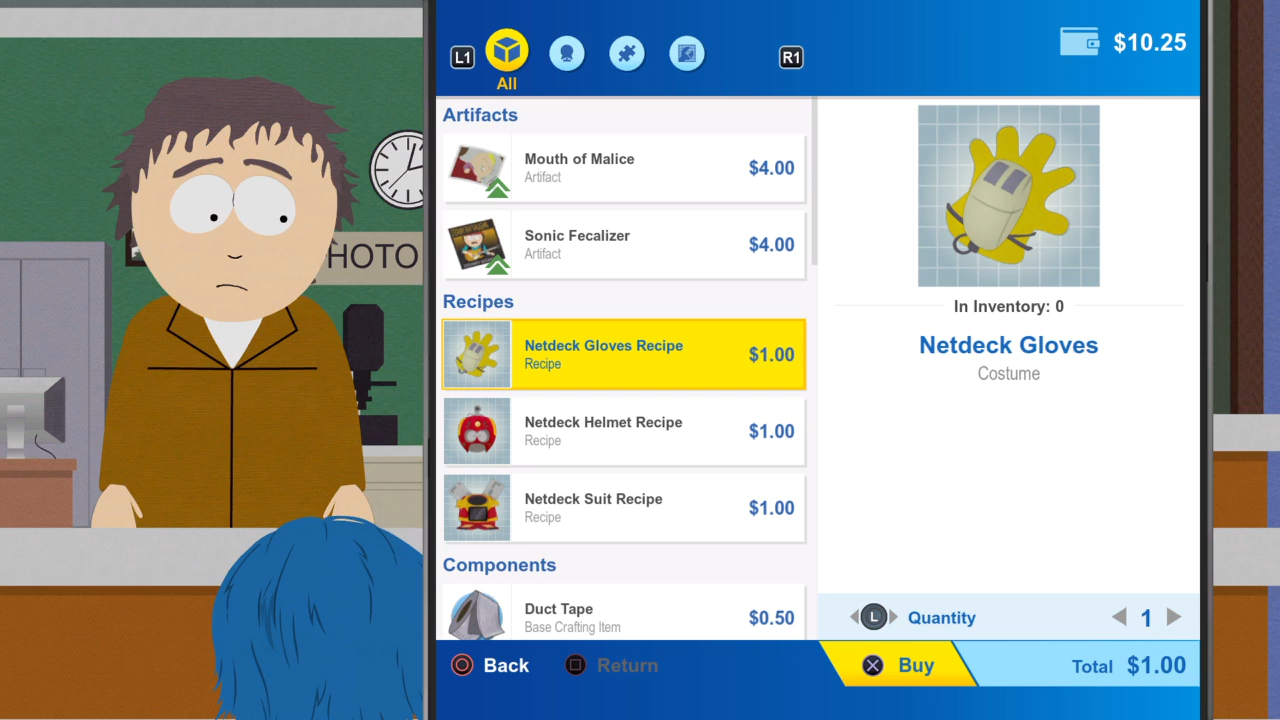 L1
All
R1
$10.25
Artifacts
Mouth of Malice
Artifact
$4.00
Sonic Fecalizer
Artifact
$4.00
Recipes
Netdeck Gloves Recipe
Recipe
$1.00
Netdeck Helmet Recipe
Recipe
$1.00
Netdeck Suit Recipe
Recipe
$1.00
Components
Duct Tape
Base Crafting Item
$0.50
In Inventory: 0
Netdeck Gloves
Costume
L Quantity 1
Back
Return
Buy
Total $1.00
HOTO